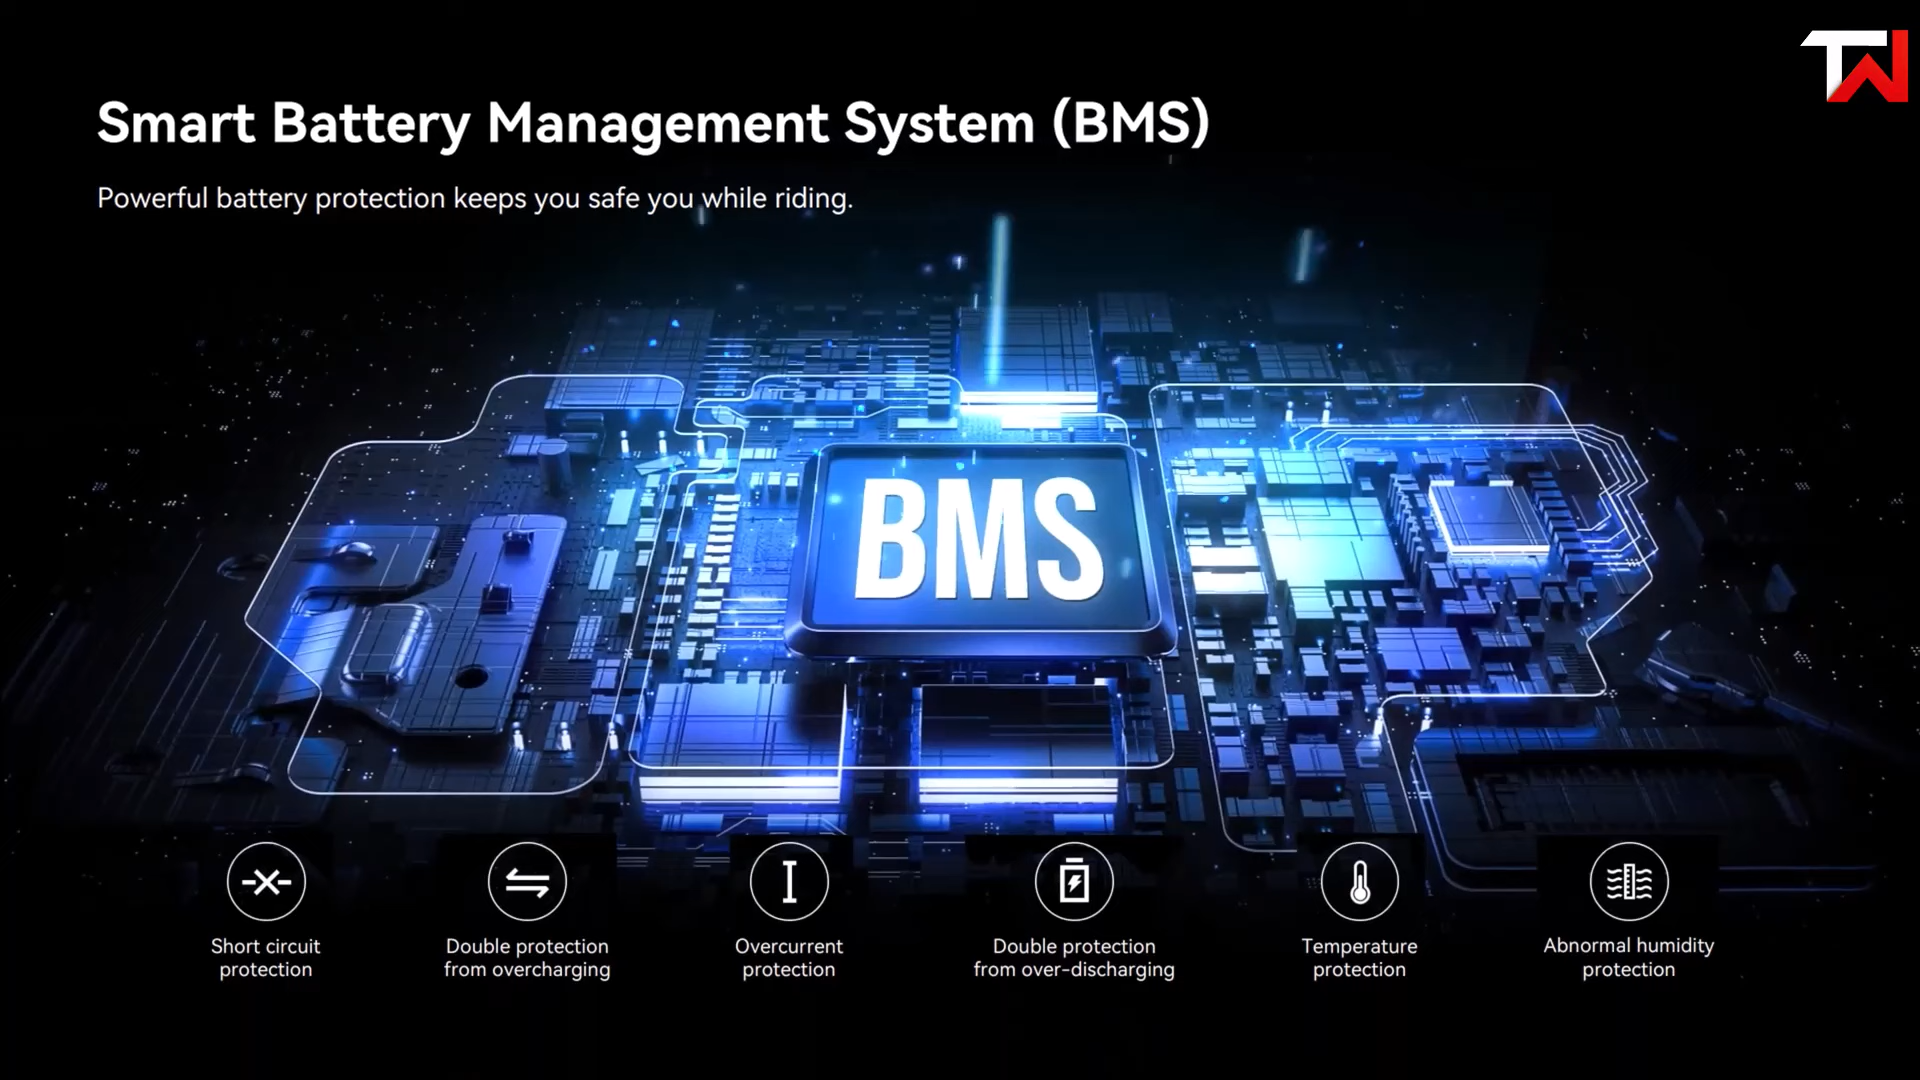 TW
Smart Battery Management System (BMS)
Powerful battery protection keeps you safe you while riding.
BMS
Short circuit
protection
Double protection
from overcharging
Overcurrent
protection
Double protection
from over-discharging
Temperature
protection
Abnormal humidity
protection